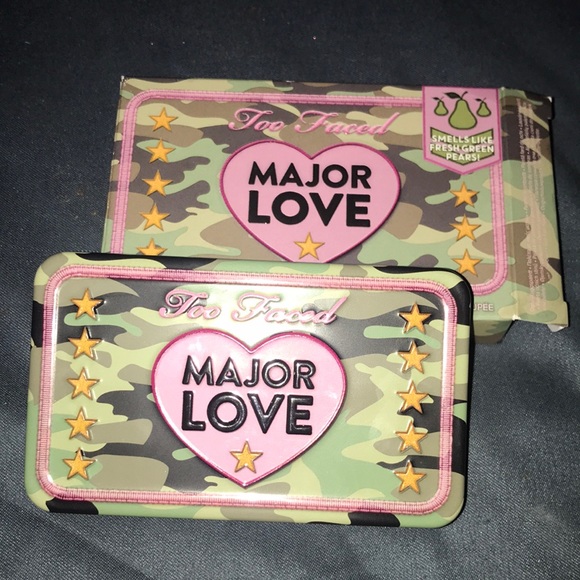 Too Faced
MAJOR
LOVE
SMELLS LIKE
FRESH GREEN
PEARS!
Too Faced
MAJOR
LOVE